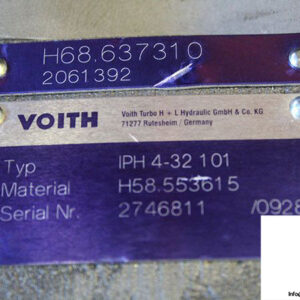 H68.637310
2061392
VOITH
Voith Turbo H + L Hydraulic GmbH & Co. KG
71277 Rutesheim / Germany
Typ IPH 4-32 101
Material H58.553615
Serial Nr. 2746811 /0928